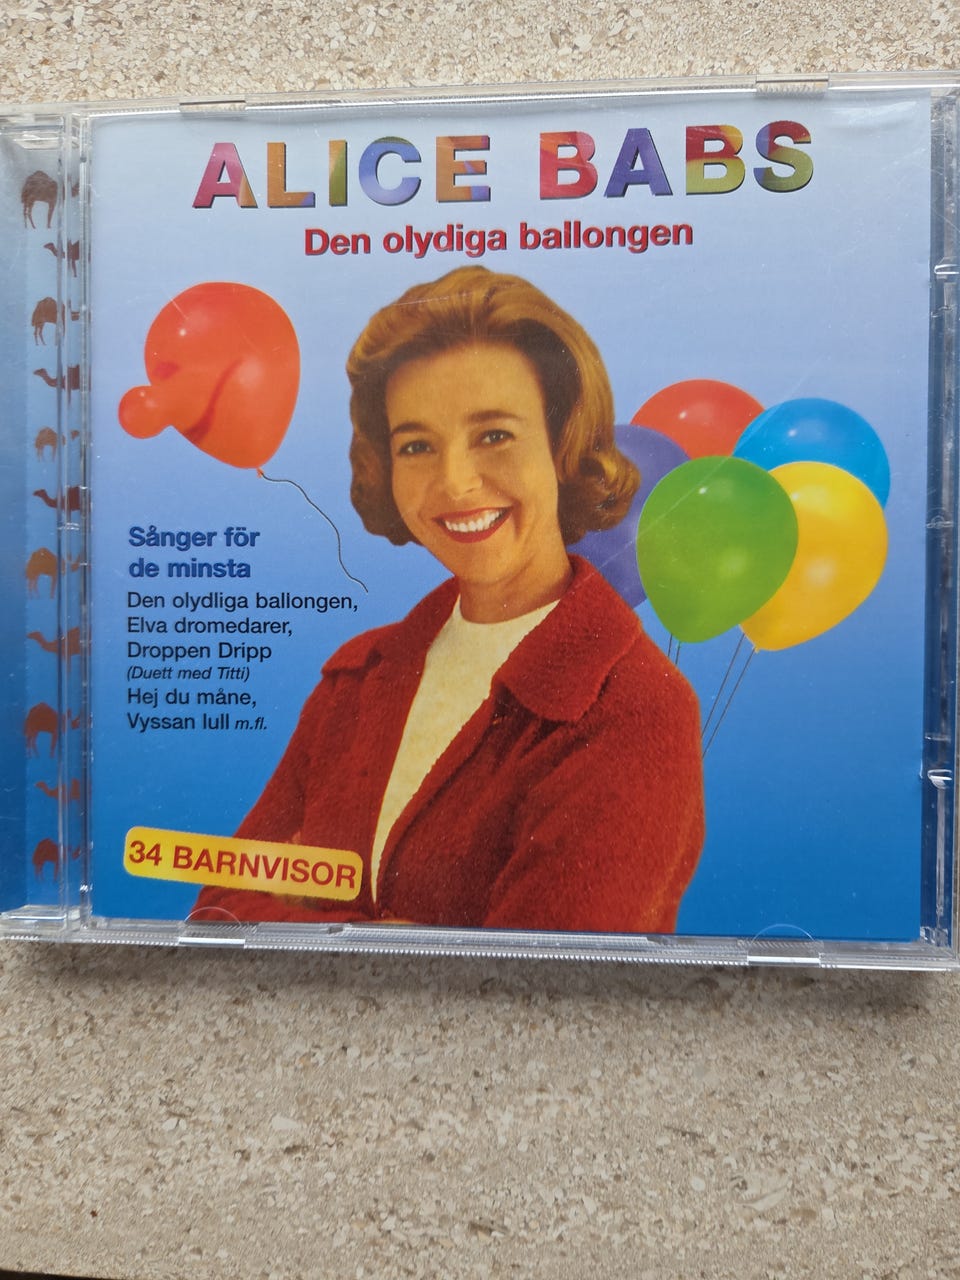 ALICE BABS
Den olydiga ballongen
Sånger för
de minsta
Den olydliga ballongen,
Elva dromedarer,
Droppen Dripp
(Duett med Titti)
Hej du måne,
Vyssan lull m.fl.
34 BARNVISOR